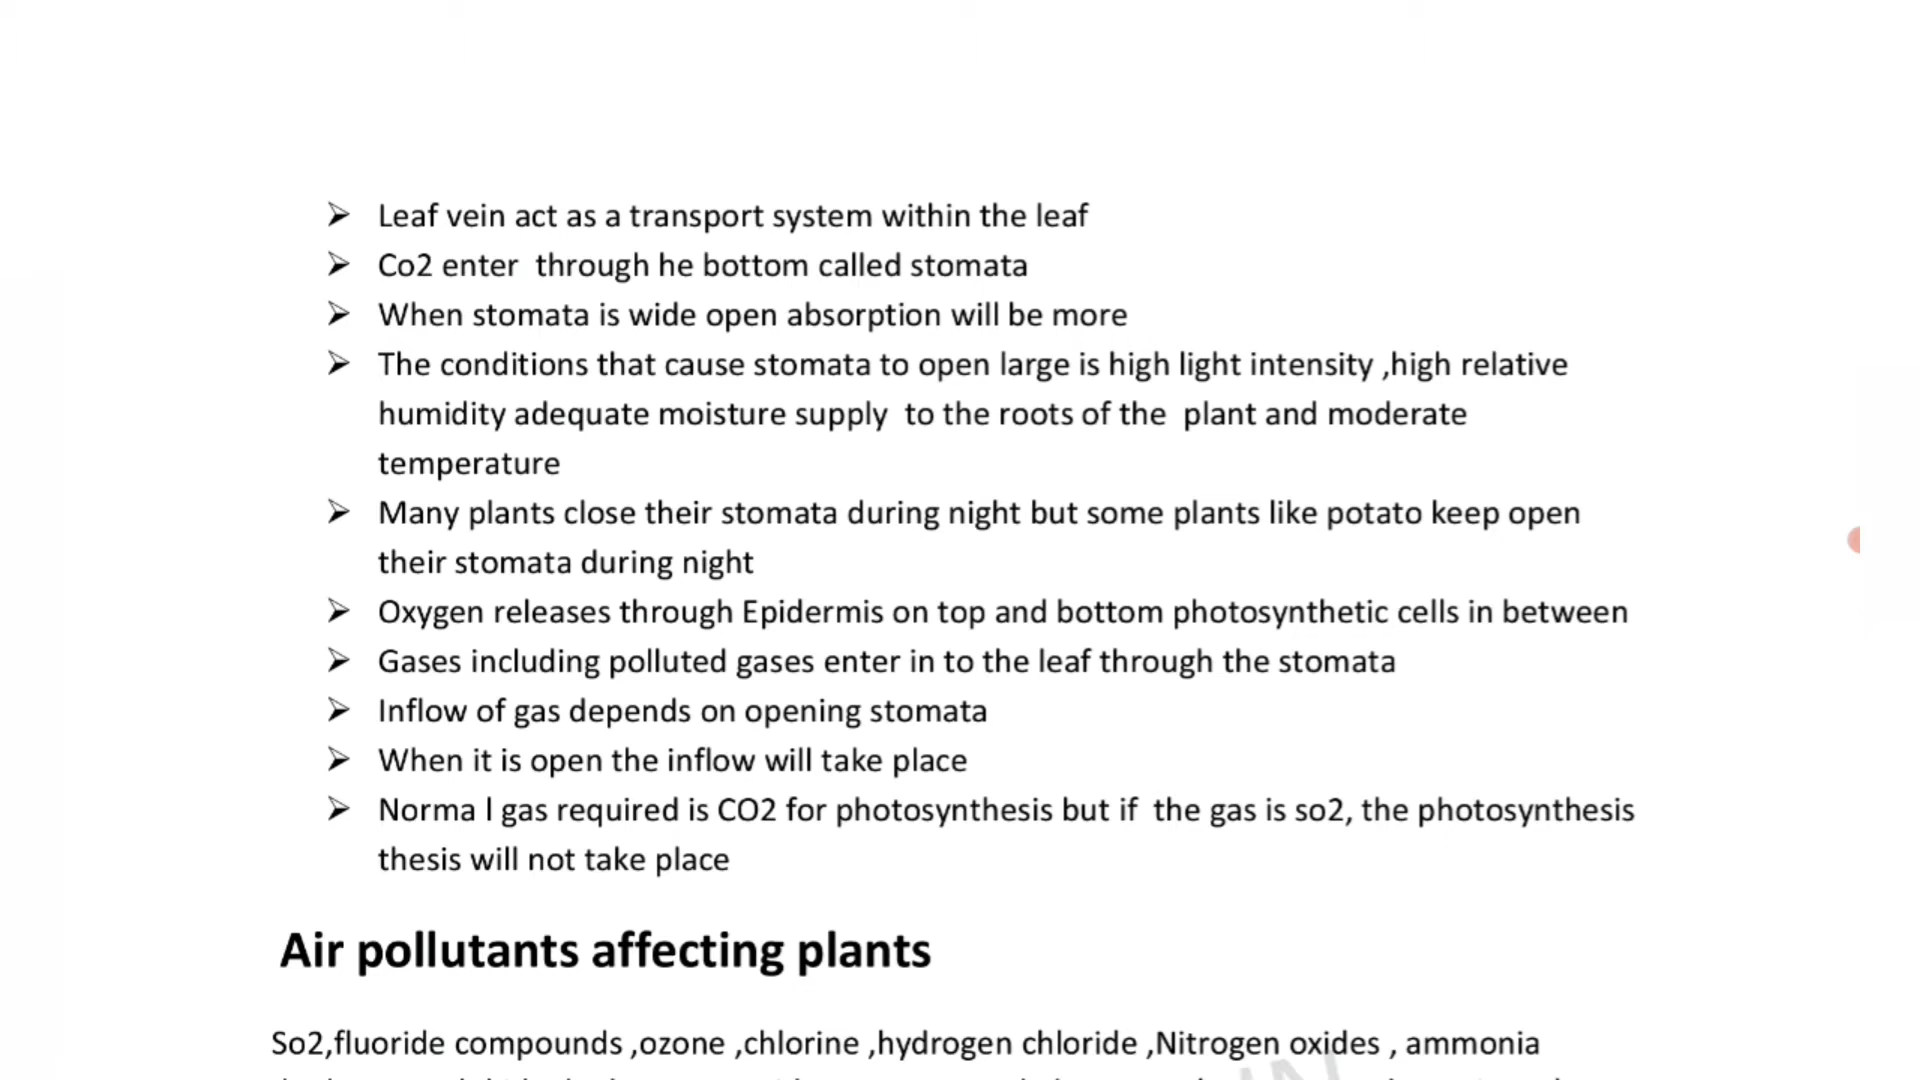 ➢ Leaf vein act as a transport system within the leaf
➢ Co2 enter  through he bottom called stomata
➢ When stomata is wide open absorption will be more
➢ The conditions that cause stomata to open large is high light intensity ,high relative
humidity adequate moisture supply  to the roots of the  plant and moderate
temperature
➢ Many plants close their stomata during night but some plants like potato keep open
their stomata during night
➢ Oxygen releases through Epidermis on top and bottom photosynthetic cells in between
➢ Gases including polluted gases enter in to the leaf through the stomata
➢ Inflow of gas depends on opening stomata
➢ When it is open the inflow will take place
➢ Norma l gas required is CO2 for photosynthesis but if  the gas is so2, the photosynthesis
thesis will not take place
Air pollutants affecting plants
So2,fluoride compounds ,ozone ,chlorine ,hydrogen chloride ,Nitrogen oxides , ammonia